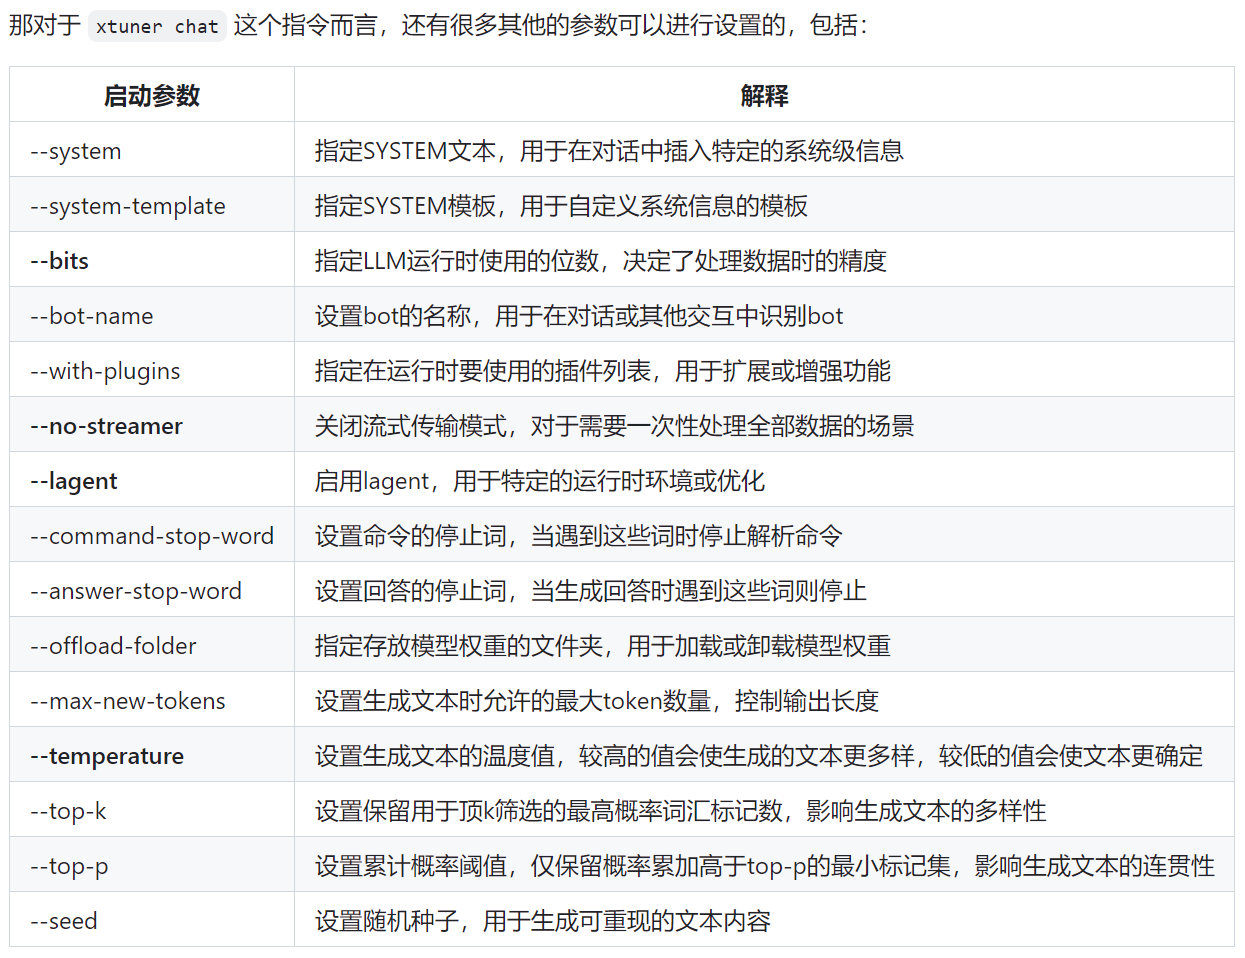 那对于 xtuner chat 这个指令而言，还有很多其他的参数可以进行设置的，包括：
启动参数 解释
--system 指定SYSTEM文本，用于在对话中插入特定的系统级信息
--system-template 指定SYSTEM模板，用于自定义系统信息的模板
--bits 指定LLM运行时使用的位数，决定了处理数据时的精度
--bot-name 设置bot的名称，用于在对话或其他交互中识别bot
--with-plugins 指定在运行时要使用的插件列表，用于扩展或增强功能
--no-streamer 关闭流式传输模式，对于需要一次性处理全部数据的场景
--lagent 启用lagent，用于特定的运行时环境或优化
--command-stop-word 设置命令的停止词，当遇到这些词时停止解析命令
--answer-stop-word 设置回答的停止词，当生成回答时遇到这些词则停止
--offload-folder 指定存放模型权重的文件夹，用于加载或卸载模型权重
--max-new-tokens 设置生成文本时允许的最大token数量，控制输出长度
--temperature 设置生成文本的温度值，较高的值会使生成的文本更多样，较低的值会使文本更确定
--top-k 设置保留用于顶k筛选的最高概率词汇标记数，影响生成文本的多样性
--top-p 设置累计概率阈值，仅保留概率累加高于top-p的最小标记集，影响生成文本的连贯性
--seed 设置随机种子，用于生成可重现的文本内容